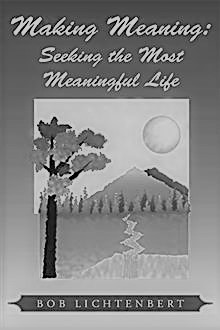 Making Meaning:
Seeking the Most
Meaningful Life
BOB LICHTENBERT